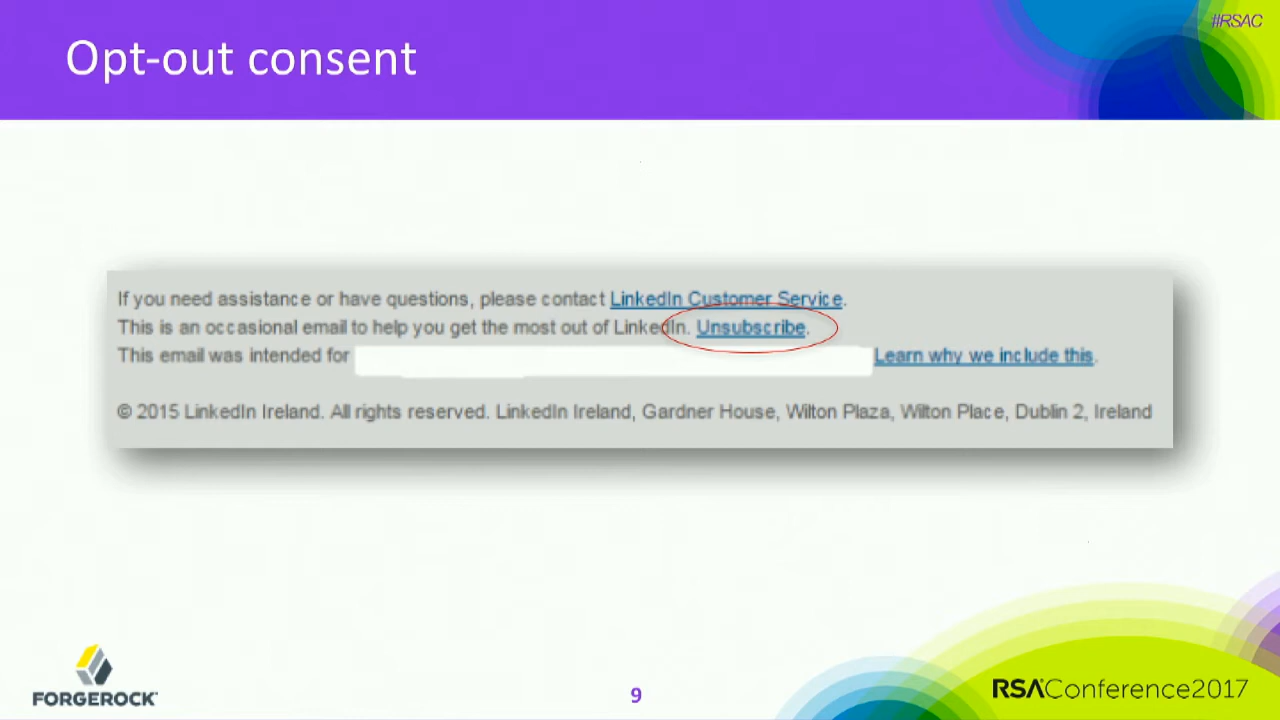 #RSAC
Opt-out consent
If you need assistance or have questions, please contact LinkedIn Customer Service.
This is an occasional email to help you get the most out of LinkedIn. Unsubscribe.
This email was intended for Learn why we include this.
© 2015 LinkedIn Ireland. All rights reserved. LinkedIn Ireland, Gardner House, Wilton Plaza, Wilton Place, Dublin 2, Ireland
FORGEROCK
9
RSAConference2017